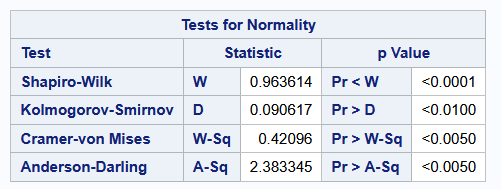 Tests for Normality
Test Statistic p Value
Shapiro-Wilk W 0.963614 Pr < W <0.0001
Kolmogorov-Smirnov D 0.090617 Pr > D <0.0100
Cramer-von Mises W-Sq 0.42096 Pr > W-Sq <0.0050
Anderson-Darling A-Sq 2.383345 Pr > A-Sq <0.0050